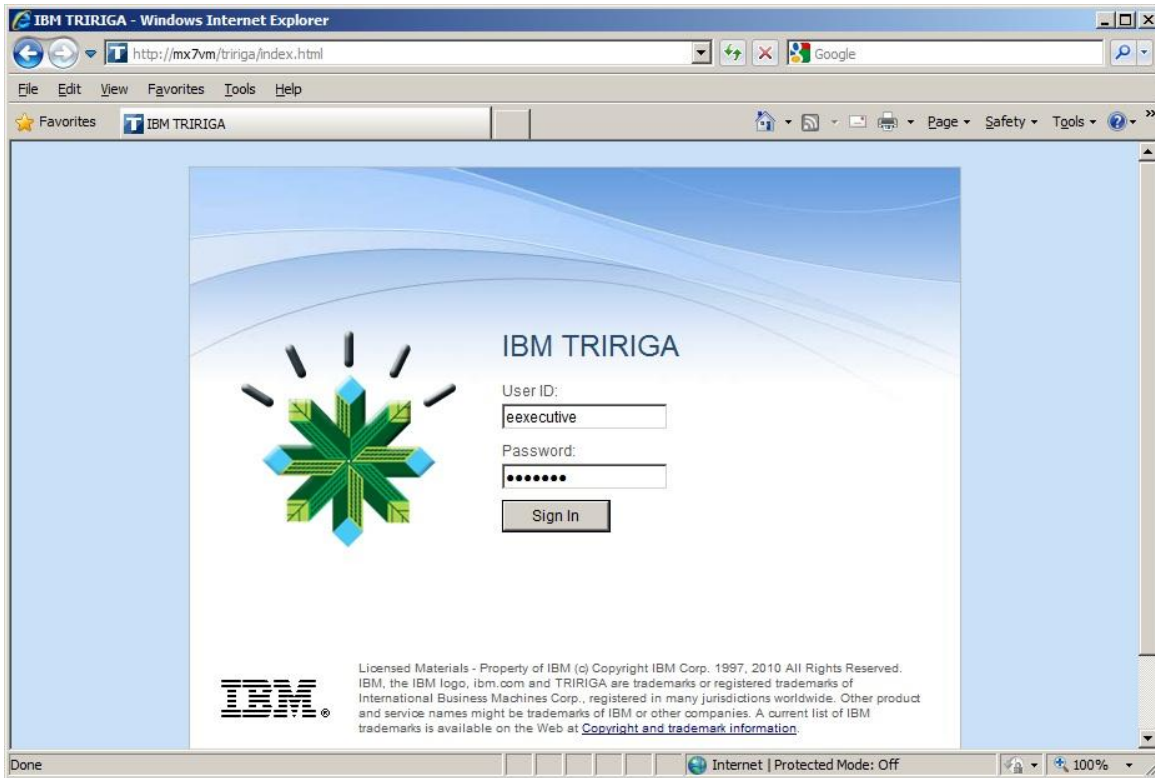 IBM TRIRIGA - Windows Internet Explorer
http://mx7vm/tririga/index.html
Google
File Edit View Favorites Tools Help
Favorites
IBM TRIRIGA
Page Safety Tools
IBM TRIRIGA
User ID:
eexecutive
Password:
•••••••
Sign In
IBM®
Licensed Materials - Property of IBM (c) Copyright IBM Corp. 1997, 2010 All Rights Reserved.
IBM, the IBM logo, ibm.com and TRIRIGA are trademarks or registered trademarks of
International Business Machines Corp., registered in many jurisdictions worldwide. Other product
and service names might be trademarks of IBM or other companies. A current list of IBM
trademarks is available on the Web at Copyright and trademark information.
Done
Internet | Protected Mode: Off
100%